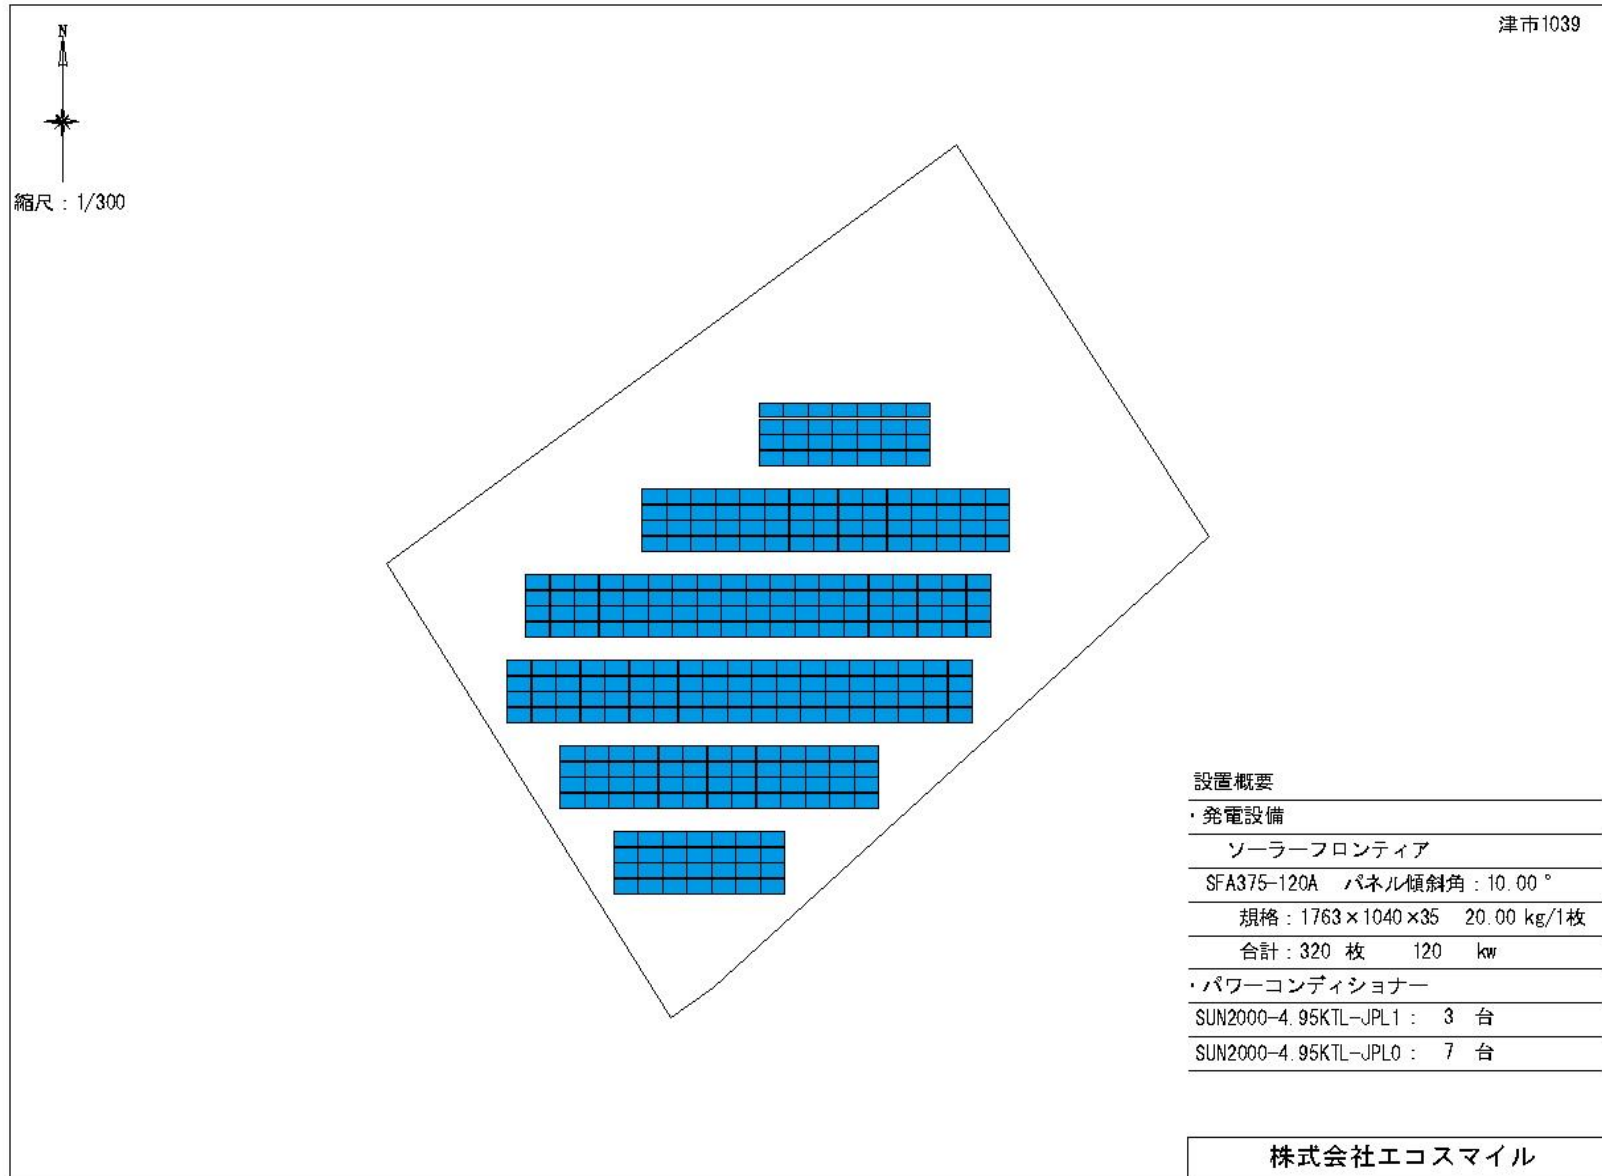 津市1039
N
縮尺：1/300
設置概要
・発電設備
ソーラーフロンティア
SFA375-120A パネル傾斜角：10.00°
規格：1763×1040×35 20.00 kg/1枚
合計：320 枚 120 kw
・パワーコンディショナー
SUN2000-4.95KTL-JPL1： 3 台
SUN2000-4.95KTL-JPL0： 7 台
株式会社エコスマイル